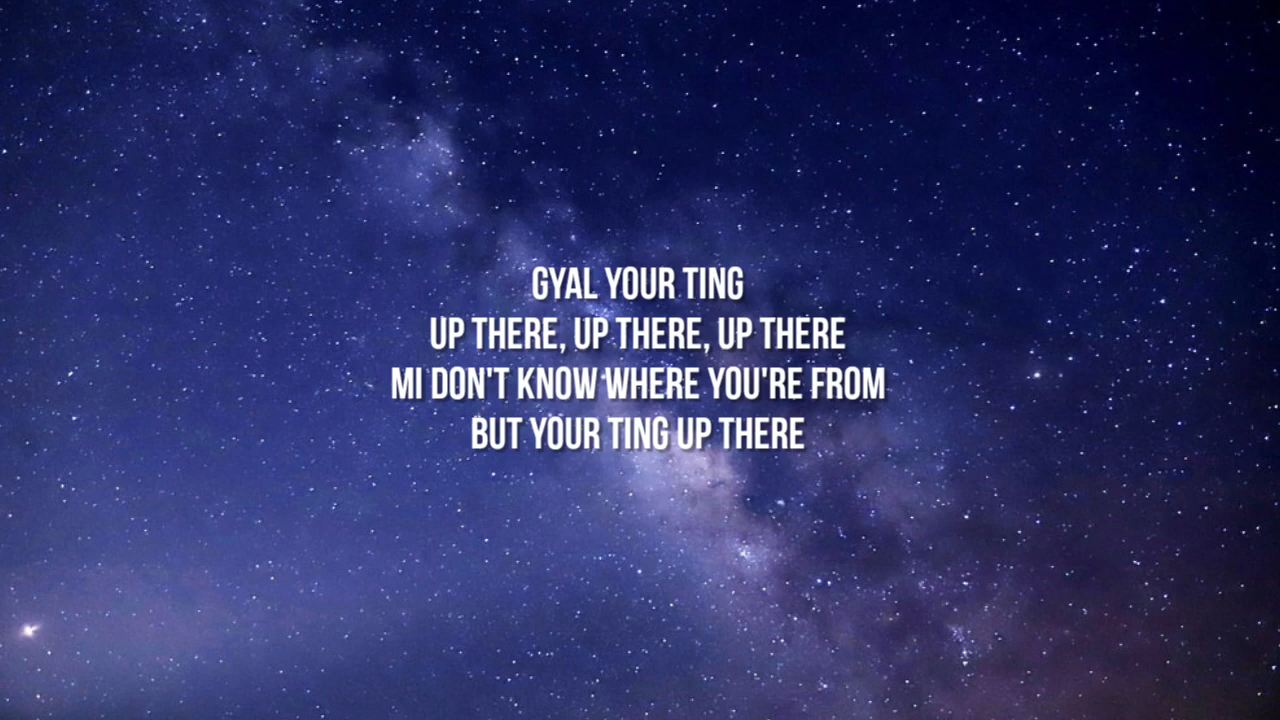 GYAL YOUR TING
UP THERE, UP THERE, UP THERE
MI DON'T KNOW WHERE YOU'RE FROM
BUT YOUR TING UP THERE